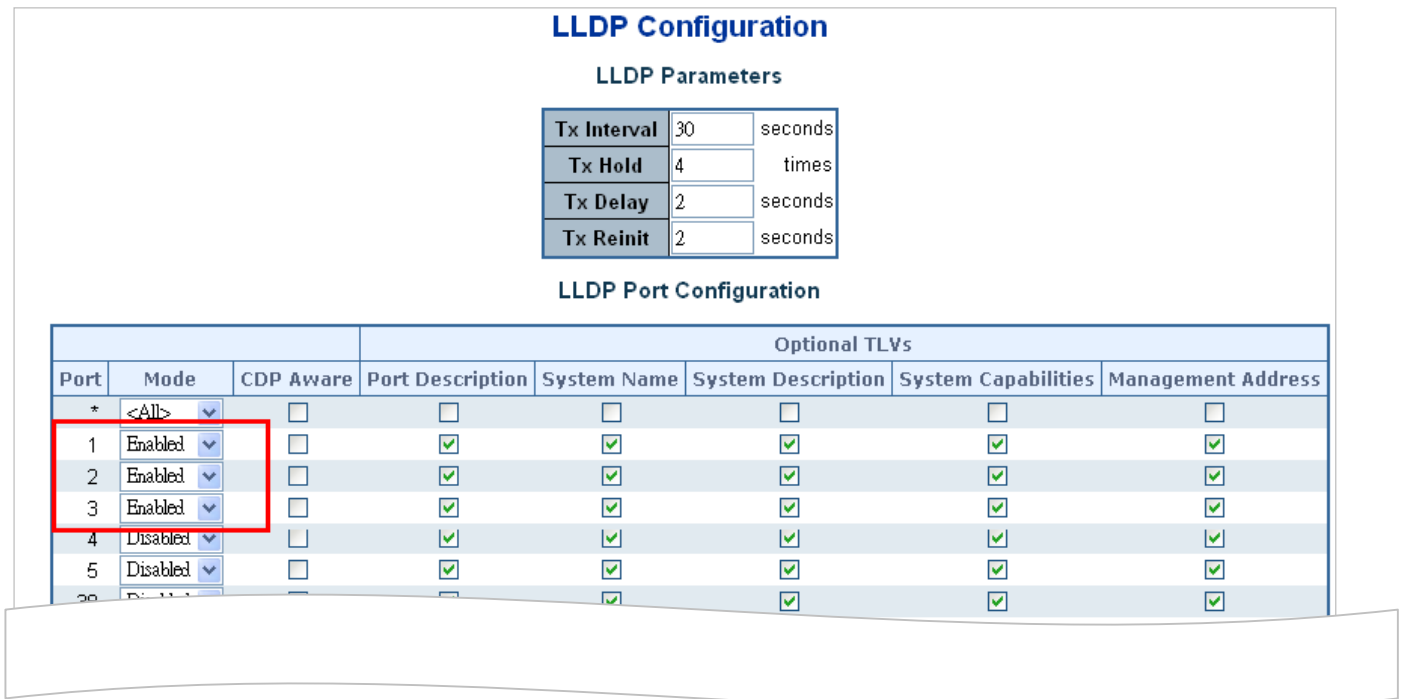 LLDP Configuration
LLDP Parameters
Tx Interval 30 seconds
Tx Hold 4 times
Tx Delay 2 seconds
Tx Reinit 2 seconds
LLDP Port Configuration
Optional TLVs
Port Mode CDP Aware Port Description System Name System Description System Capabilities Management Address
* <All>
1 Enabled
2 Enabled
3 Enabled
4 Disabled
5 Disabled